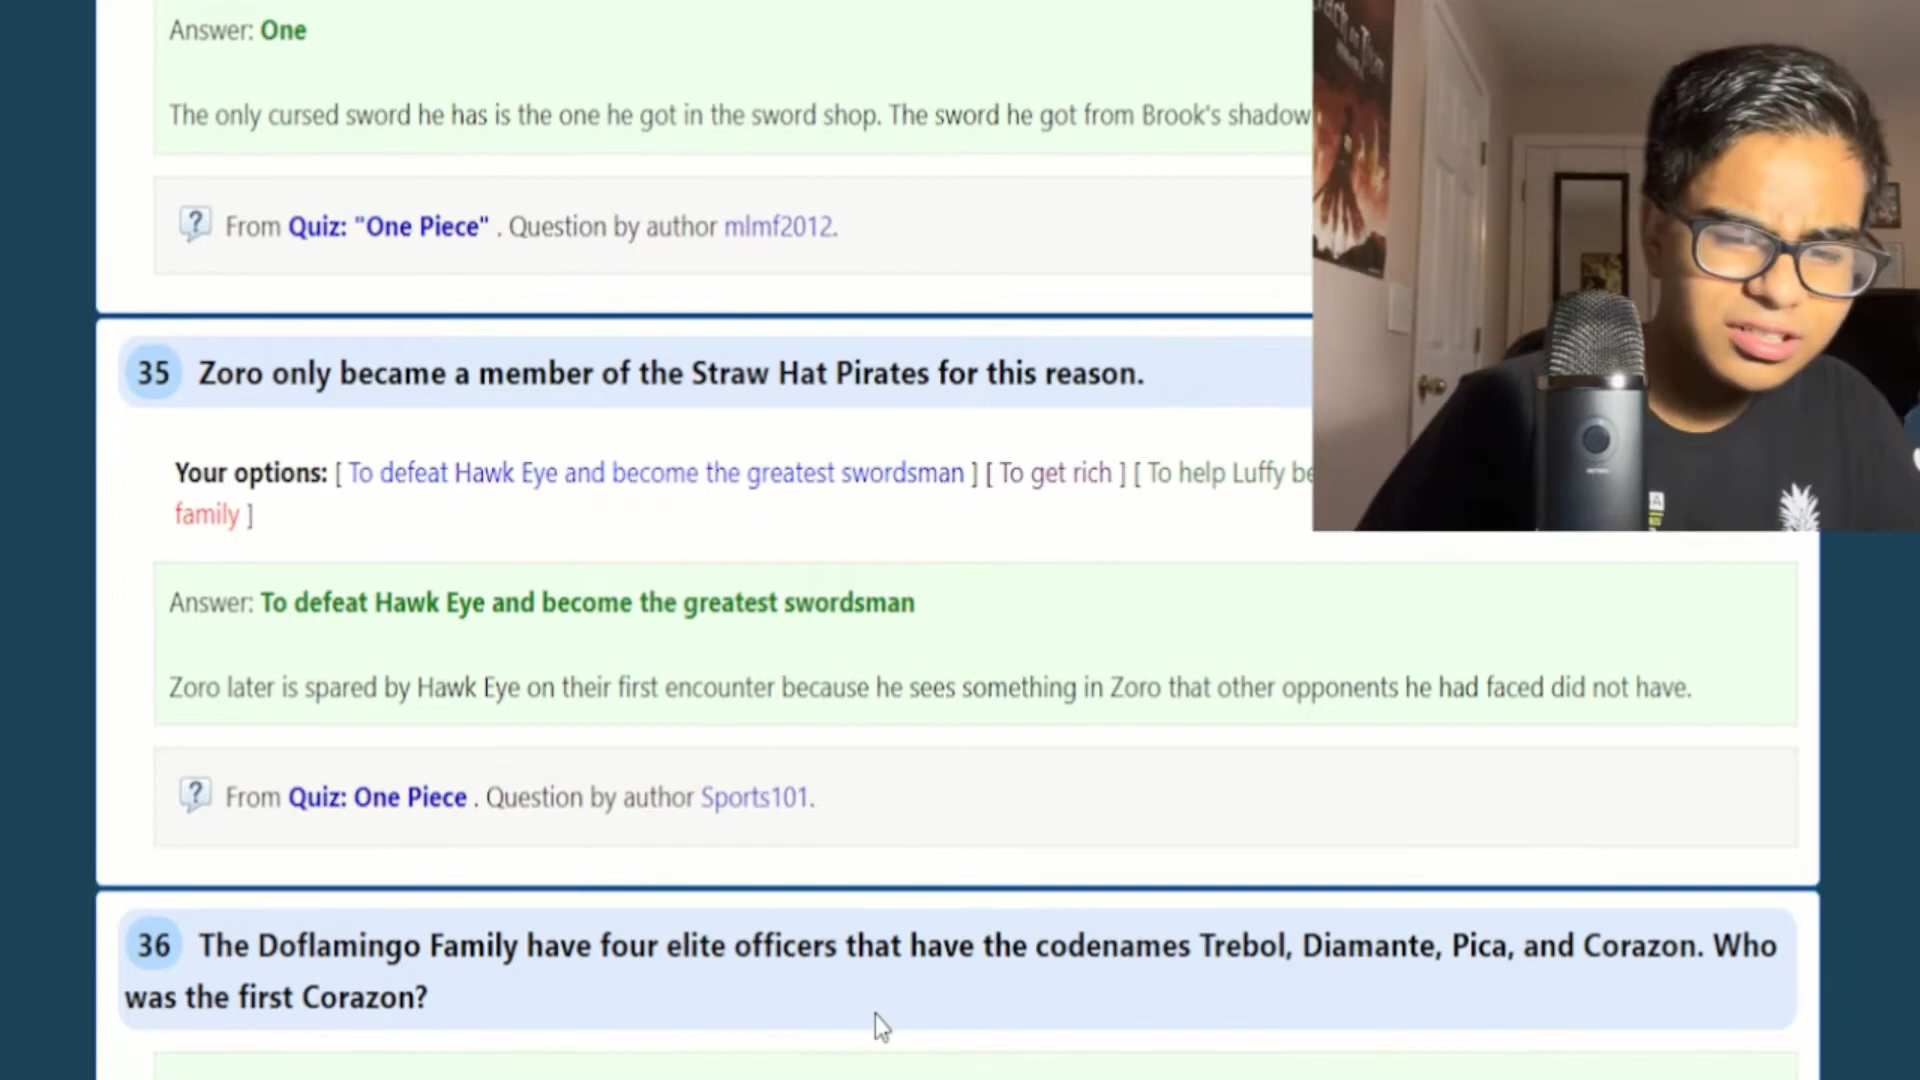 Answer: One
The only cursed sword he has is the one he got in the sword shop. The sword he got from Brook's shadow
From Quiz: "One Piece" . Question by author mlmf2012.
35 Zoro only became a member of the Straw Hat Pirates for this reason.
Your options: [ To defeat Hawk Eye and become the greatest swordsman ] [ To get rich ] [ To help Luffy
family ]
Answer: To defeat Hawk Eye and become the greatest swordsman
Zoro later is spared by Hawk Eye on their first encounter because he sees something in Zoro that other opponents he had faced did not have.
From Quiz: One Piece . Question by author Sports101.
36 The Doflamingo Family have four elite officers that have the codenames Trebol, Diamante, Pica, and Corazon. Who
was the first Corazon?